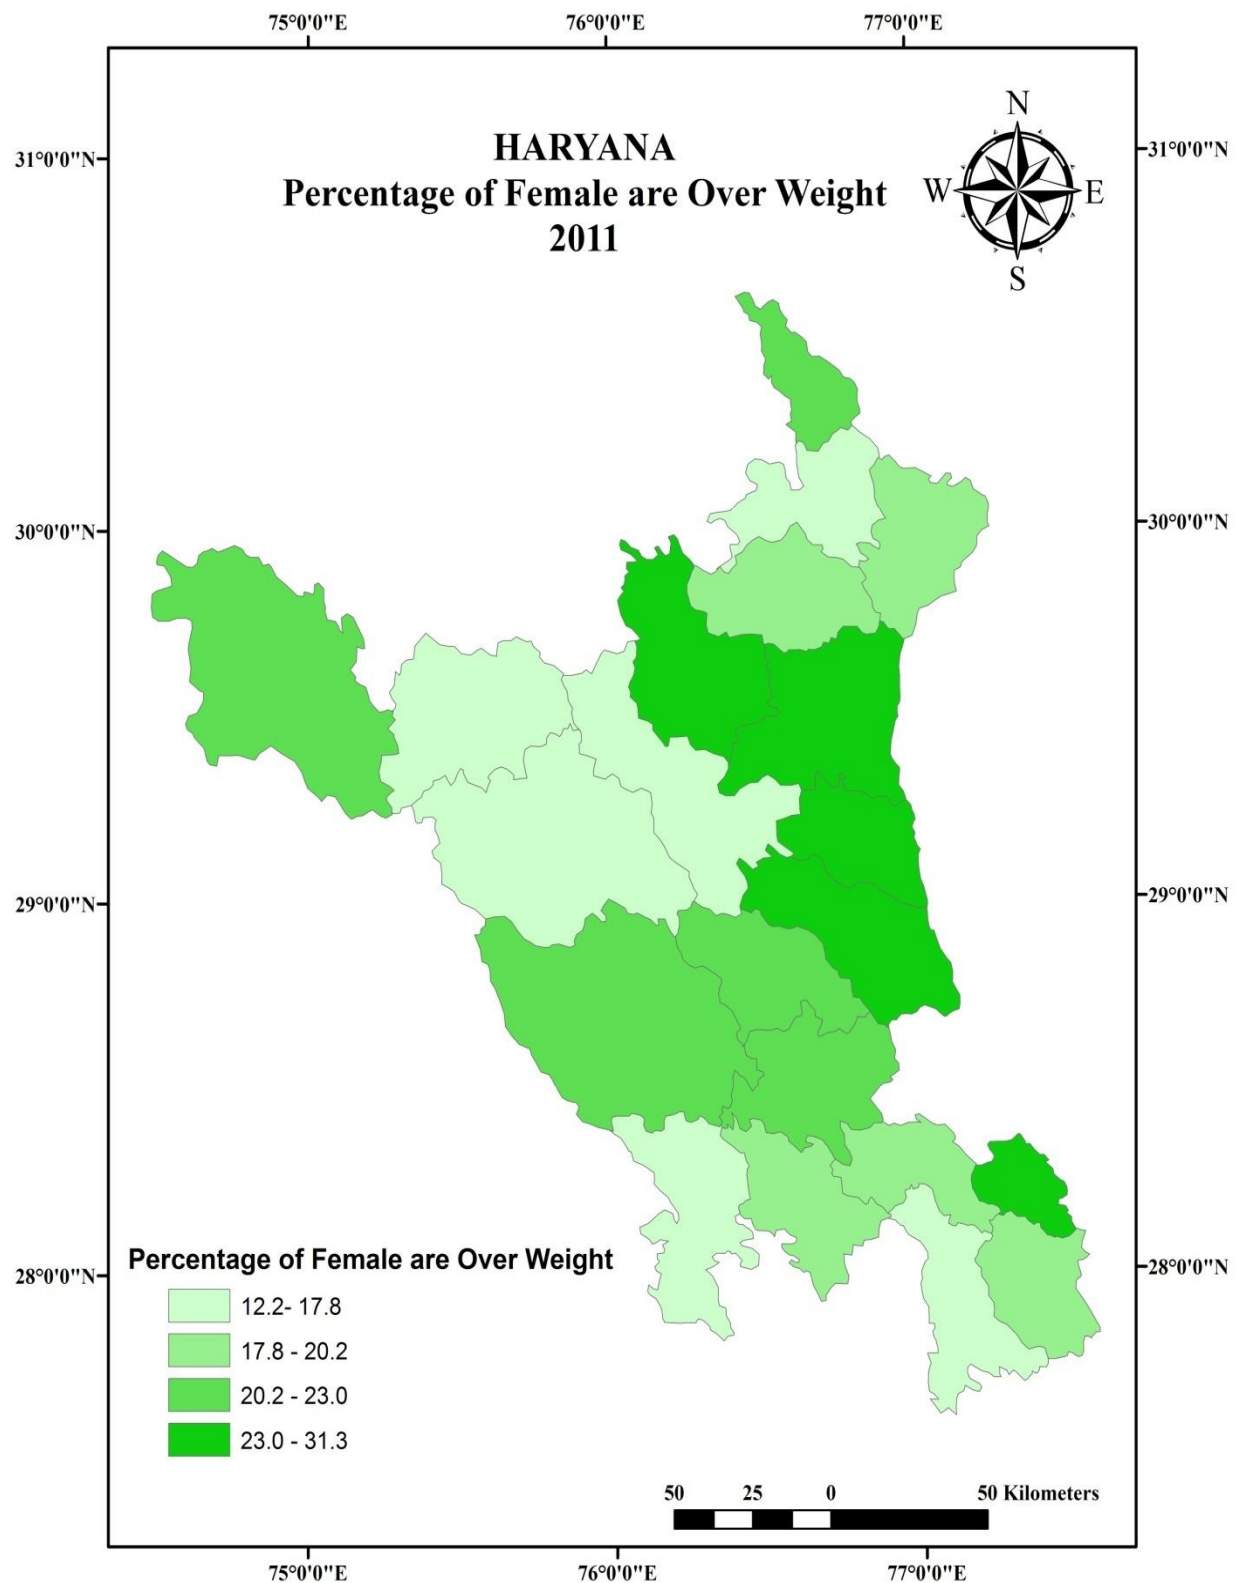 75°0'0"E 76°0'0"E 77°0'0"E
HARYANA
Percentage of Female are Over Weight
2011
N
W E
S
31°0'0"N 31°0'0"N
30°0'0"N 30°0'0"N
29°0'0"N 29°0'0"N
28°0'0"N 28°0'0"N
Percentage of Female are Over Weight
12.2- 17.8
17.8 - 20.2
20.2 - 23.0
23.0 - 31.3
50 25 0 50 Kilometers
75°0'0"E 76°0'0"E 77°0'0"E